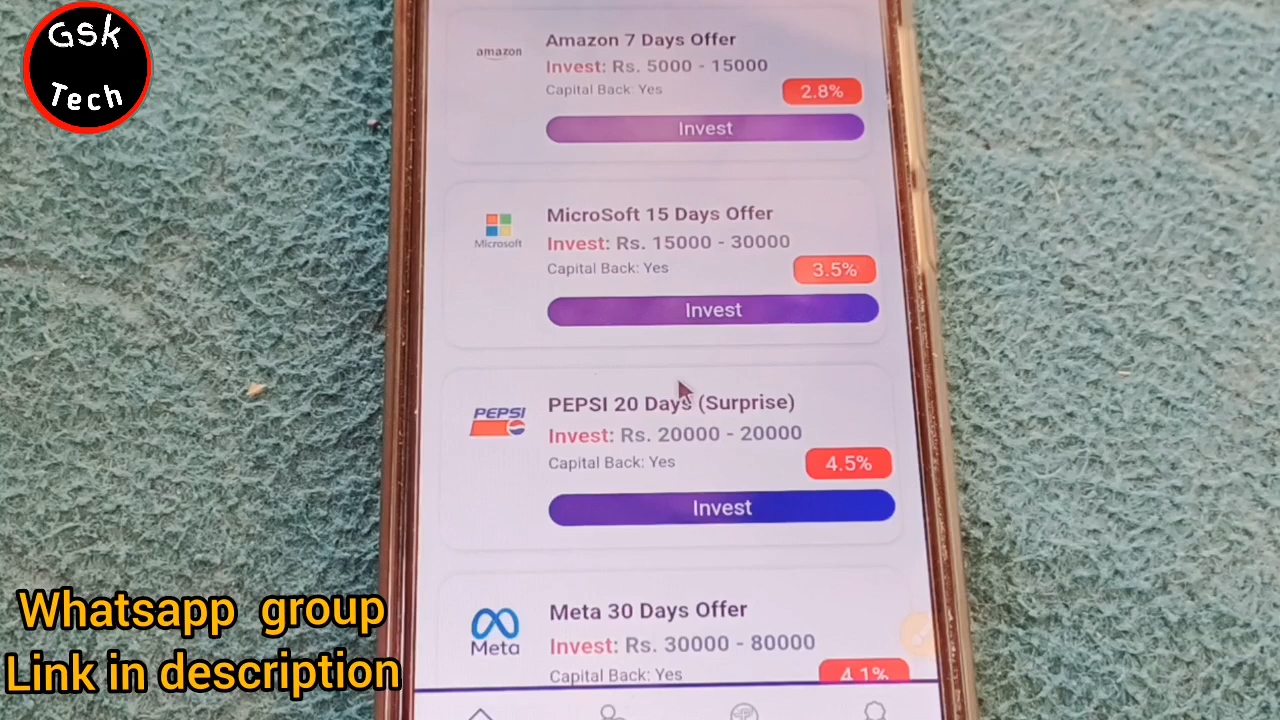 Gsk
Tech
amazon
Amazon 7 Days Offer
Invest: Rs. 5000 - 15000
Capital Back: Yes
2.8%
Invest
Microsoft
MicroSoft 15 Days Offer
Invest: Rs. 15000 - 30000
Capital Back: Yes
3.5%
Invest
PEPSI
PEPSI 20 Days (Surprise)
Invest: Rs. 20000 - 20000
Capital Back: Yes
4.5%
Invest
Meta
Meta 30 Days Offer
Invest: Rs. 30000 - 80000
Capital Back: Yes
4.1%
Whatsapp group
Link in description